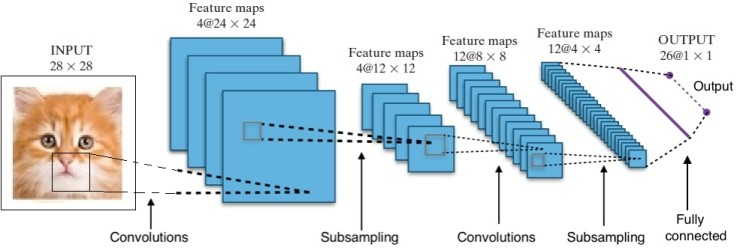 INPUT
28 × 28
Feature maps
4@24 × 24
Feature maps
4@12 × 12
Feature maps
12@8 × 8
Feature maps
12@4 × 4
OUTPUT
26@1 × 1
Output
Convolutions
Subsampling
Convolutions
Subsampling
Fully
connected